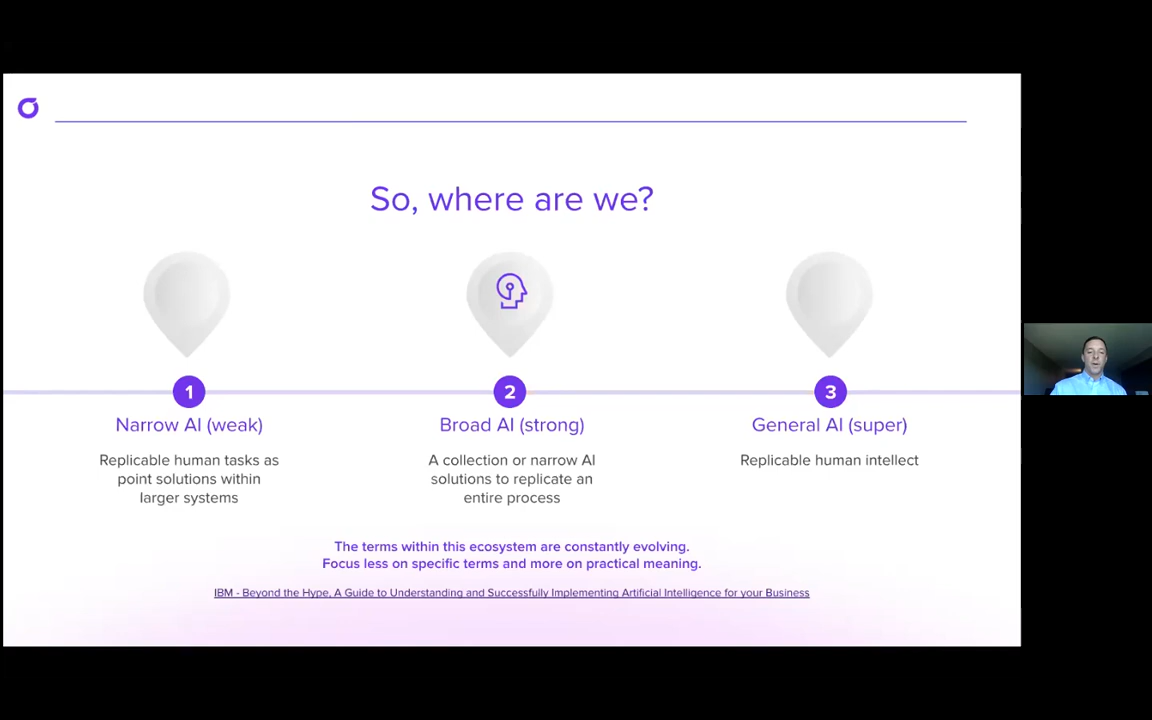 So, where are we?
1
2
3
Narrow AI (weak)
Replicable human tasks as
point solutions within
larger systems
Broad AI (strong)
A collection or narrow AI
solutions to replicate an
entire process
General AI (super)
Replicable human intellect
The terms within this ecosystem are constantly evolving.
Focus less on specific terms and more on practical meaning.
IBM - Beyond the Hype, A Guide to Understanding and Successfully Implementing Artificial Intelligence for your Business